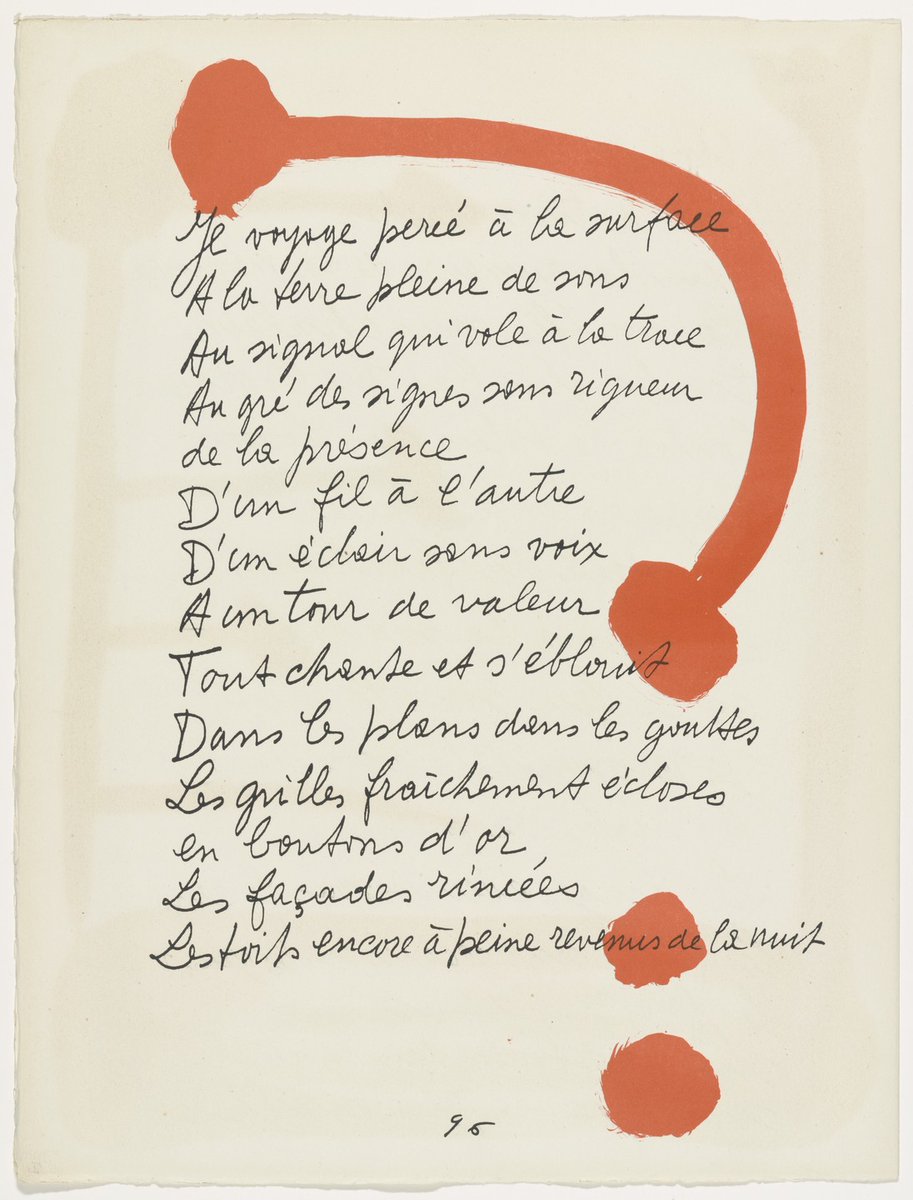 Je voyage percé à la surface
A la terre pleine de sons
Au signal qui vole à la trace
Au gré des signes sans rigueur
de la présence
D'un fil à l'autre
D'un éclair sans voix
A un tour de valeur
Tout chante et s'éblouit
Dans les plans dans les gouttes
Les grilles fraîchement écloses
en boutons d'or
Les façades rincées
Les toits encore à peine revenus de la nuit
96